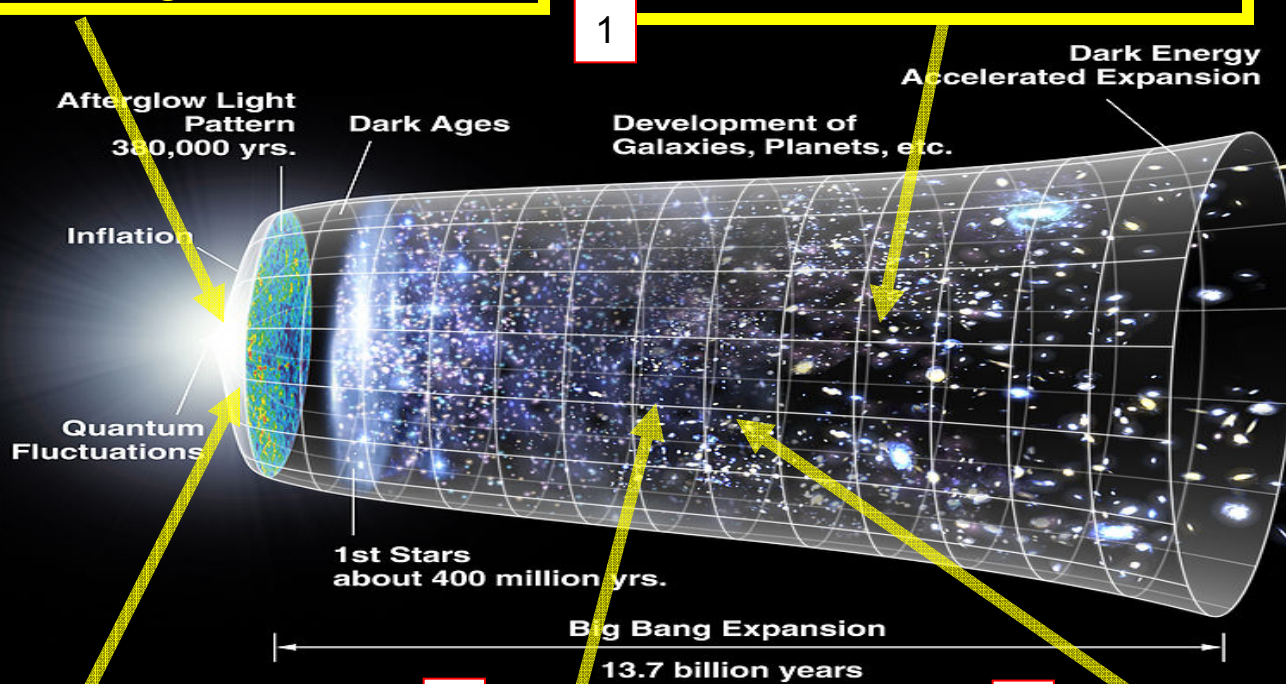 1
Dark Energy
Accelerated Expansion
Afterglow Light
Pattern
380,000 yrs.
Dark Ages
Development of
Galaxies, Planets, etc.
Inflation
Quantum
Fluctuations
1st Stars
about 400 million yrs.
Big Bang Expansion
13.7 billion years